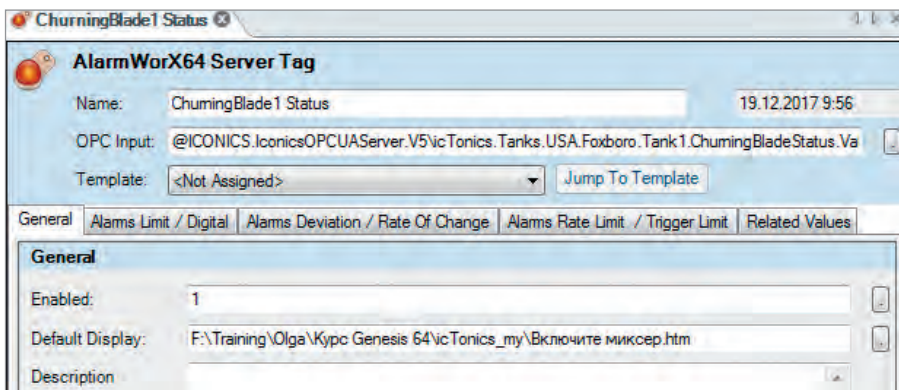 ChurningBlade1 Status
AlarmWorX64 Server Tag
Name: ChurningBlade1 Status 19.12.2017 9:56
OPC Input: @ICONICS.IconicsOPCUAServer.V5\icTonics.Tanks.USA.Foxboro.Tank1.ChurningBladeStatus.Va
Template: <Not Assigned> Jump To Template
General Alarms Limit / Digital Alarms Deviation / Rate Of Change Alarms Rate Limit / Trigger Limit Related Values
General
Enabled: 1
Default Display: F:\Training\Olga\Курс Genesis 64\icTonics_my\Включите миксер.htm
Description